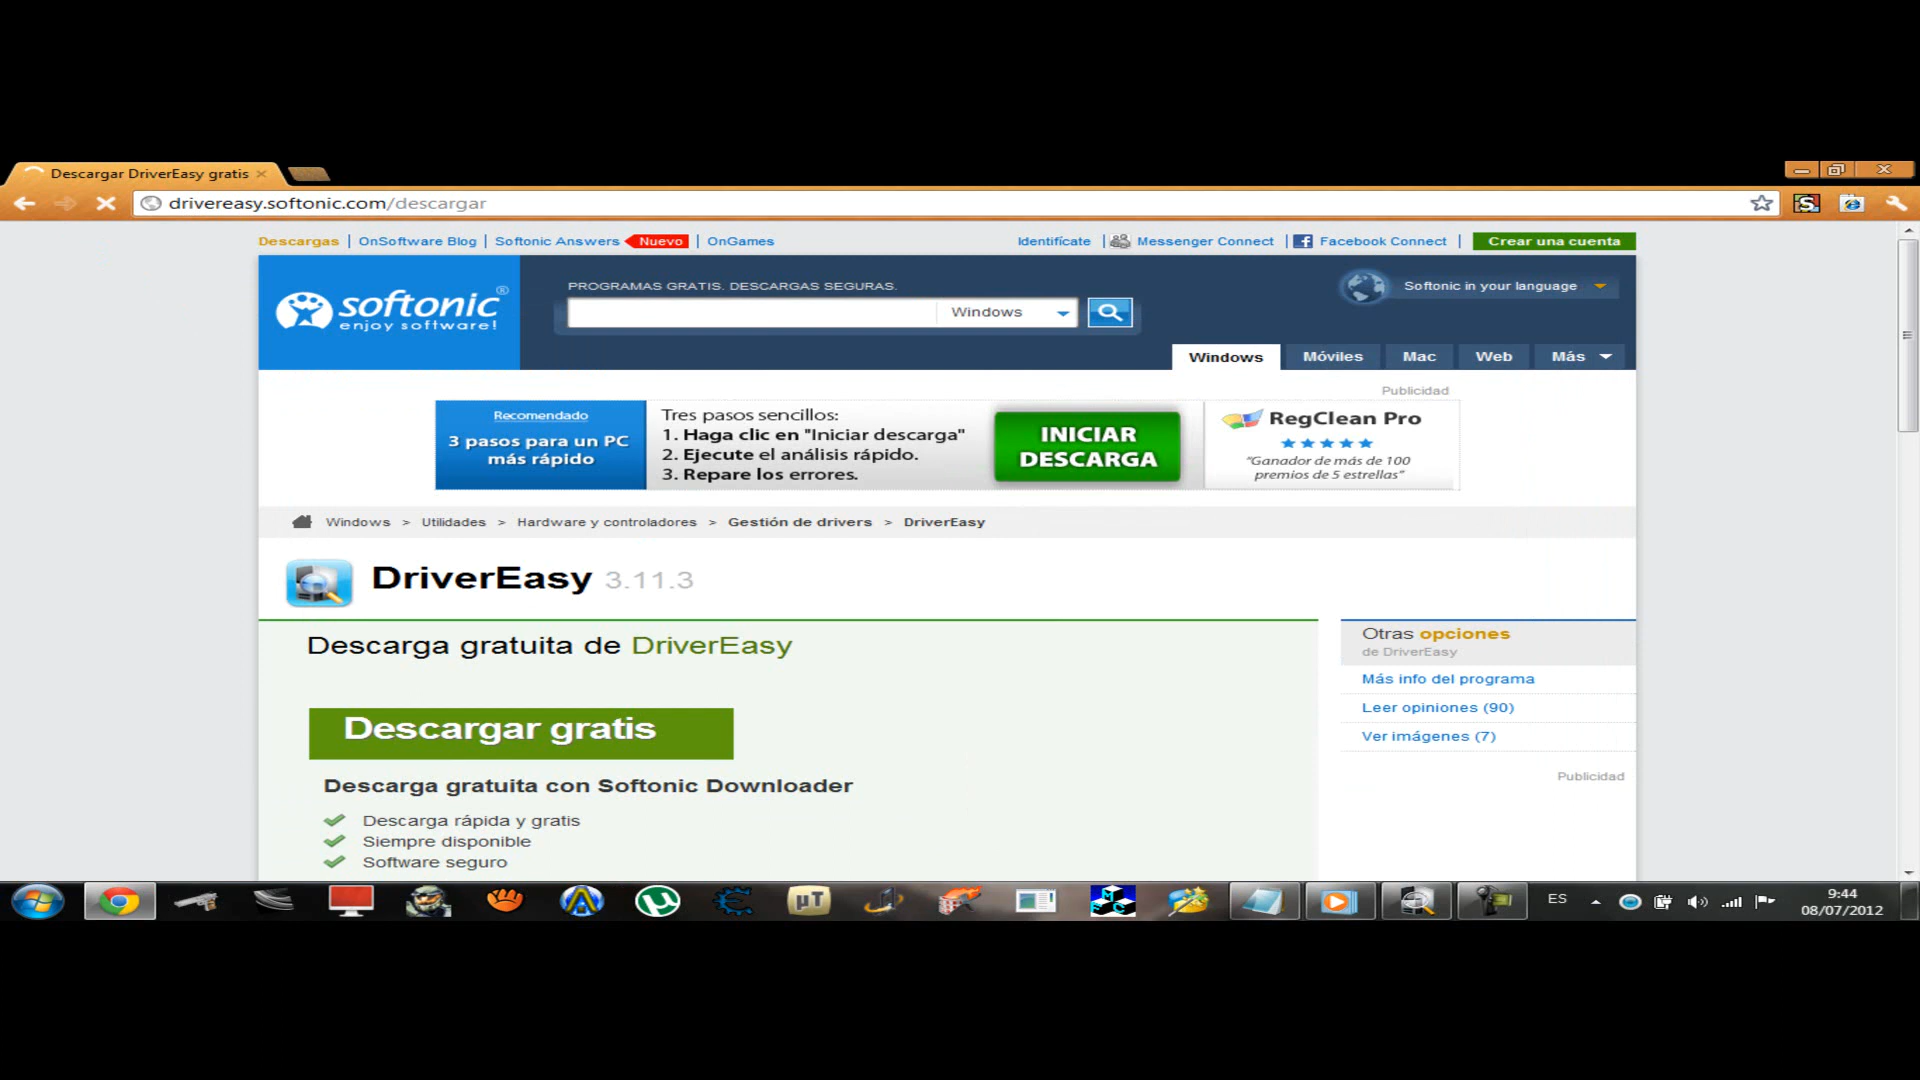 Descargar DriverEasy gratis
drivereasy.softonic.com/descargar
Descargas | OnSoftware Blog | Softonic Answers Nuevo | OnGames
Identifícate | Messenger Connect | Facebook Connect | Crear una cuenta
softonic®
enjoy software!
PROGRAMAS GRATIS. DESCARGAS SEGURAS.
Windows
Softonic in your language
Windows Móviles Mac Web Más
Publicidad
Recomendado
3 pasos para un PC
más rápido
Tres pasos sencillos:
1. Haga clic en "Iniciar descarga"
2. Ejecute el análisis rápido.
3. Repare los errores.
INICIAR
DESCARGA
RegClean Pro
"Ganador de más de 100
premios de 5 estrellas"
Windows > Utilidades > Hardware y controladores > Gestión de drivers > DriverEasy
DriverEasy 3.11.3
Descarga gratuita de DriverEasy
Descargar gratis
Descarga gratuita con Softonic Downloader
Descarga rápida y gratis
Siempre disponible
Software seguro
Otras opciones
de DriverEasy
Más info del programa
Leer opiniones (90)
Ver imágenes (7)
Publicidad
µT
ES
9:44
08/07/2012